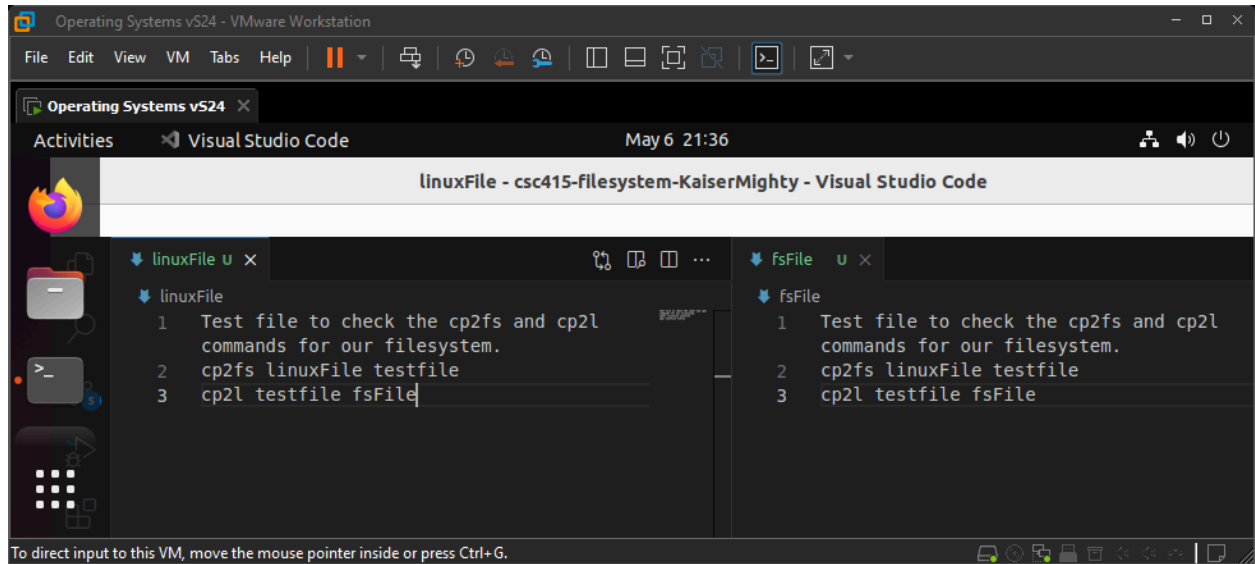 Operating Systems vS24 - VMware Workstation
File Edit View VM Tabs Help
Operating Systems vS24
Activities Visual Studio Code May 6 21:36
linuxFile - csc415-filesystem-KaiserMighty - Visual Studio Code
linuxFile U
fsFile U
linuxFile
1 Test file to check the cp2fs and cp2l
commands for our filesystem.
2 cp2fs linuxFile testfile
3 cp2l testfile fsFile
fsFile
1 Test file to check the cp2fs and cp2l
commands for our filesystem.
2 cp2fs linuxFile testfile
3 cp2l testfile fsFile
5
To direct input to this VM, move the mouse pointer inside or press Ctrl+G.